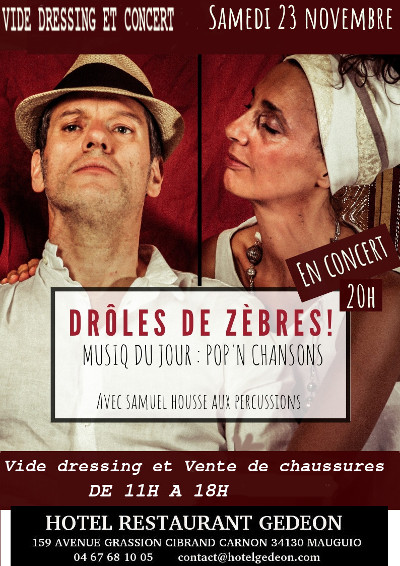 VIDE DRESSING ET CONCERT
SAMEDI 23 NOVEMBRE
EN CONCERT
20H
DRÔLES DE ZÈBRES!
MUSIQ DU JOUR : POP'N CHANSONS
AVEC SAMUEL HOUSSE AUX PERCUSSIONS
Vide dressing et Vente de chaussures
DE 11H A 18H
HOTEL RESTAURANT GEDEON
159 AVENUE GRASSION CIBRAND CARNON 34130 MAUGUIO
04 67 68 10 05 contact@hotelgedeon.com